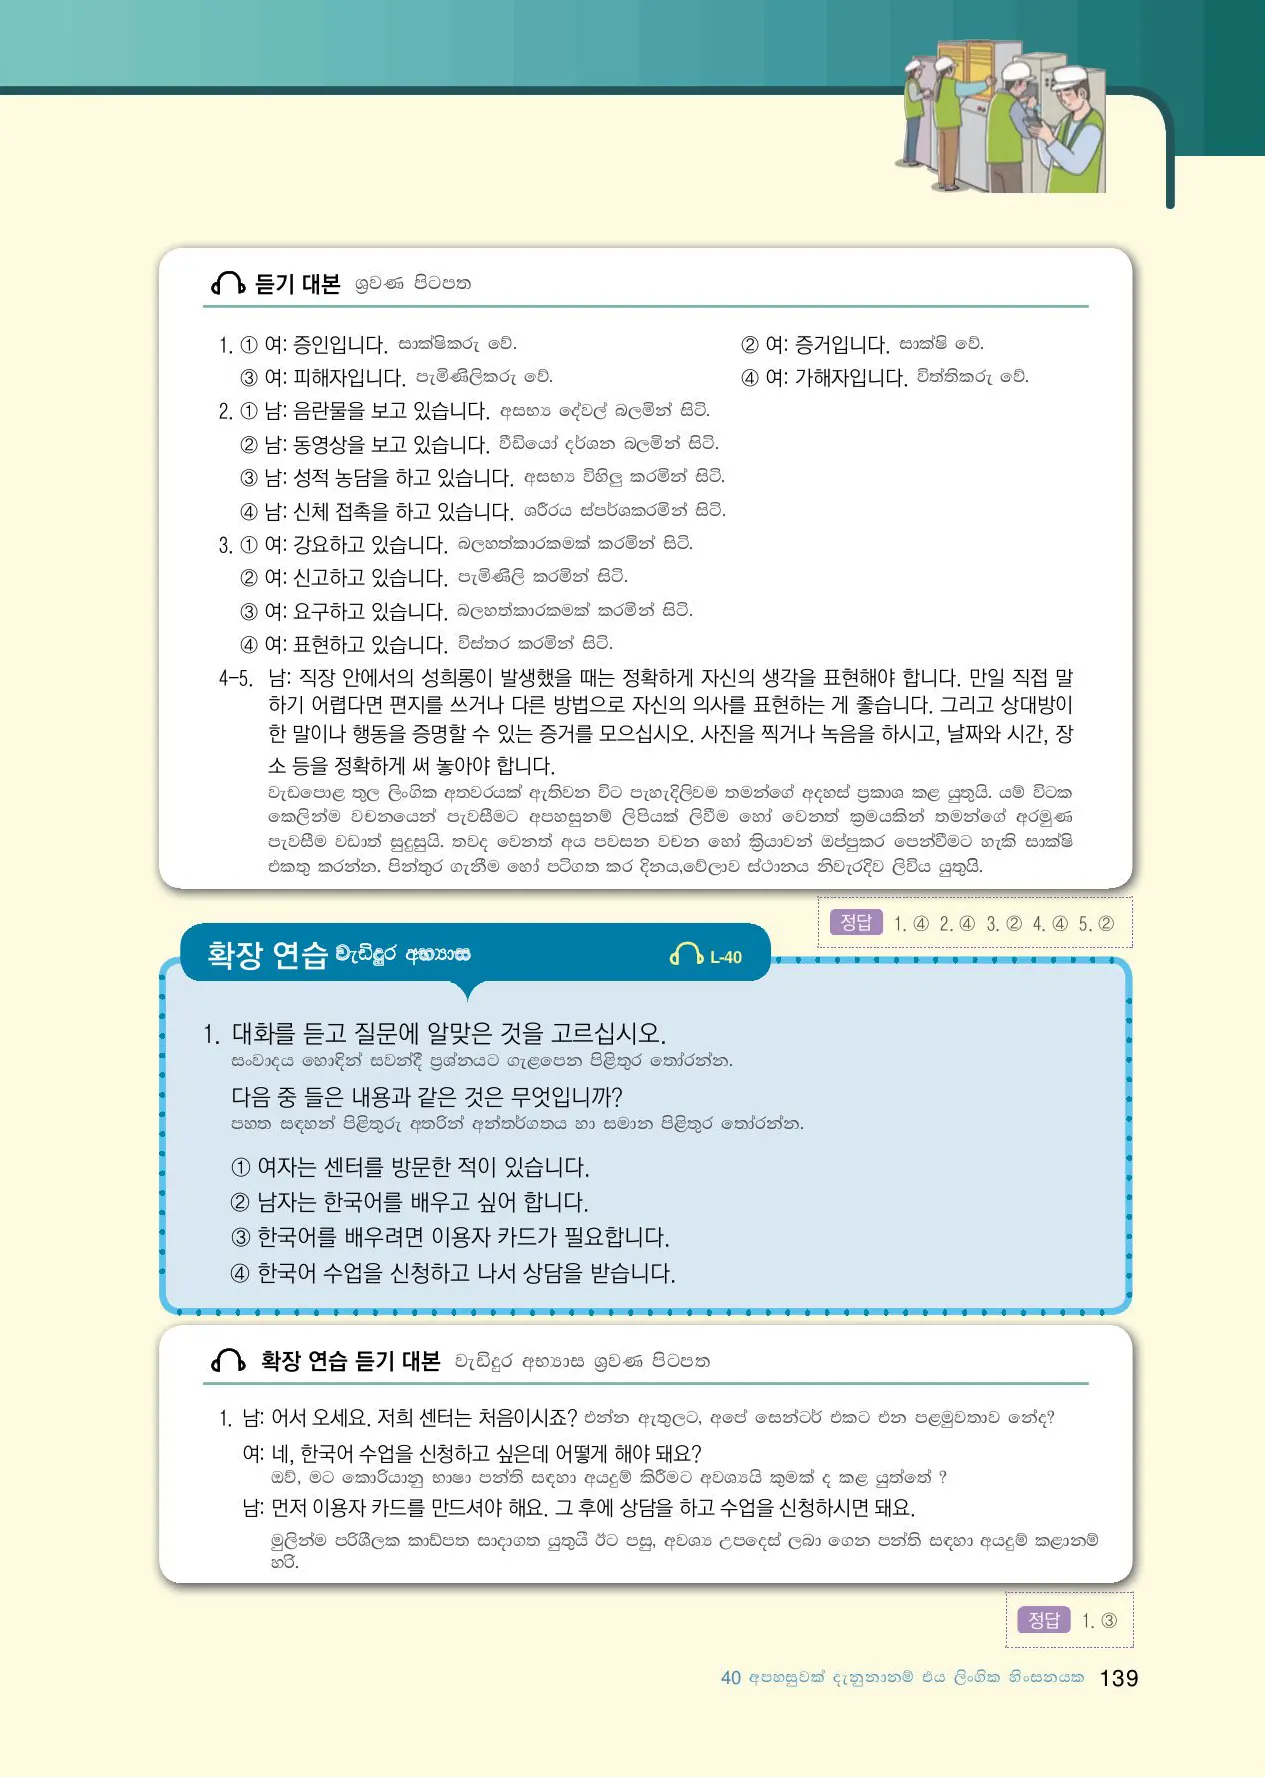 듣기 대본 ශ්‍රවණ පිටපත
1. ① 여: 증인입니다. සාක්ෂිකරු වේ. ② 여: 증거입니다. සාක්ෂි වේ.
③ 여: 피해자입니다. පැමිණිලිකරු වේ. ④ 여: 가해자입니다. විත්තිකරු වේ.
2. ① 남: 음란물을 보고 있습니다. අසභ්‍ය දේවල් බලමින් සිටි.
② 남: 동영상을 보고 있습니다. වීඩියෝ දර්ශන බලමින් සිටි.
③ 남: 성적 농담을 하고 있습니다. අසභ්‍ය විහිලු කරමින් සිටි.
④ 남: 신체 접촉을 하고 있습니다. ශරීරය ස්පර්ශකරමින් සිටි.
3. ① 여: 강요하고 있습니다. බලහත්කාරකමක් කරමින් සිටි.
② 여: 신고하고 있습니다. පැමිණිලි කරමින් සිටි.
③ 여: 요구하고 있습니다. බලහත්කාරකමක් කරමින් සිටි.
④ 여: 표현하고 있습니다. විස්තර කරමින් සිටි.
4-5. 남: 직장 안에서의 성희롱이 발생했을 때는 정확하게 자신의 생각을 표현해야 합니다. 만일 직접 말
하기 어렵다면 편지를 쓰거나 다른 방법으로 자신의 의사를 표현하는 게 좋습니다. 그리고 상대방이
한 말이나 행동을 증명할 수 있는 증거를 모으십시오. 사진을 찍거나 녹음을 하시고, 날짜와 시간, 장
소 등을 정확하게 써 놓아야 합니다.
වැඩපොළ තුල ලිංගික අතවරයක් ඇතිවන විට පැහැදිලිවම තමන්ගේ අදහස් ප්‍රකාශ කළ යුතුයි. යම් විටක
කෙලින්ම වචනයෙන් පැවසීමට අපහසුනම් ලිපියක් ලිවීම හෝ වෙනත් ක්‍රමයකින් තමන්ගේ අරමුණ
පැවසීම වඩාත් සුදුසුයි. තවද වෙනත් අය පවසන වචන හෝ ක්‍රියාවන් ඔප්පුකර පෙන්වීමට හැකි සාක්ෂි
එකතු කරන්න. පින්තුර ගැනීම හෝ පටිගත කර දිනය,වේලාව ස්ථානය නිවැරදිව ලිවිය යුතුයි.
정답 1. ④ 2. ④ 3. ② 4. ④ 5. ②
확장 연습 වැඩිදුර අභ්‍යාස L-40
1. 대화를 듣고 질문에 알맞은 것을 고르십시오.
සංවාදය හොඳින් සවන්දී ප්‍රශ්නයට ගැළපෙන පිළිතුර තෝරන්න.
다음 중 들은 내용과 같은 것은 무엇입니까?
පහත සඳහන් පිළිතුරු අතරින් අන්තර්ගතය හා සමාන පිළිතුර තෝරන්න.
① 여자는 센터를 방문한 적이 있습니다.
② 남자는 한국어를 배우고 싶어 합니다.
③ 한국어를 배우려면 이용자 카드가 필요합니다.
④ 한국어 수업을 신청하고 나서 상담을 받습니다.
확장 연습 듣기 대본 වැඩිදුර අභ්‍යාස ශ්‍රවණ පිටපත
1. 남: 어서 오세요. 저희 센터는 처음이시죠? එන්න ඇතුලට, අපේ සෙන්ටර් එකට එන පළමුවතාව නේද?
여: 네, 한국어 수업을 신청하고 싶은데 어떻게 해야 돼요?
ඔව්, මට කොරියානු භාෂා පන්ති සඳහා අයදුම් කිරීමට අවශ්‍යයි කුමක් ද කළ යුත්තේ ?
남: 먼저 이용자 카드를 만드셔야 해요. 그 후에 상담을 하고 수업을 신청하시면 돼요.
මුලින්ම පරිශීලක කාඩ්පත සාදාගත යුතුයි ඊට පසු, අවශ්‍ය උපදෙස් ලබා ගෙන පන්ති සඳහා අයදුම් කළානම්
හරි.
정답 1. ③
40 අපහසුවක් දැනුනානම් එය ලිංගික හිංසනයක 139